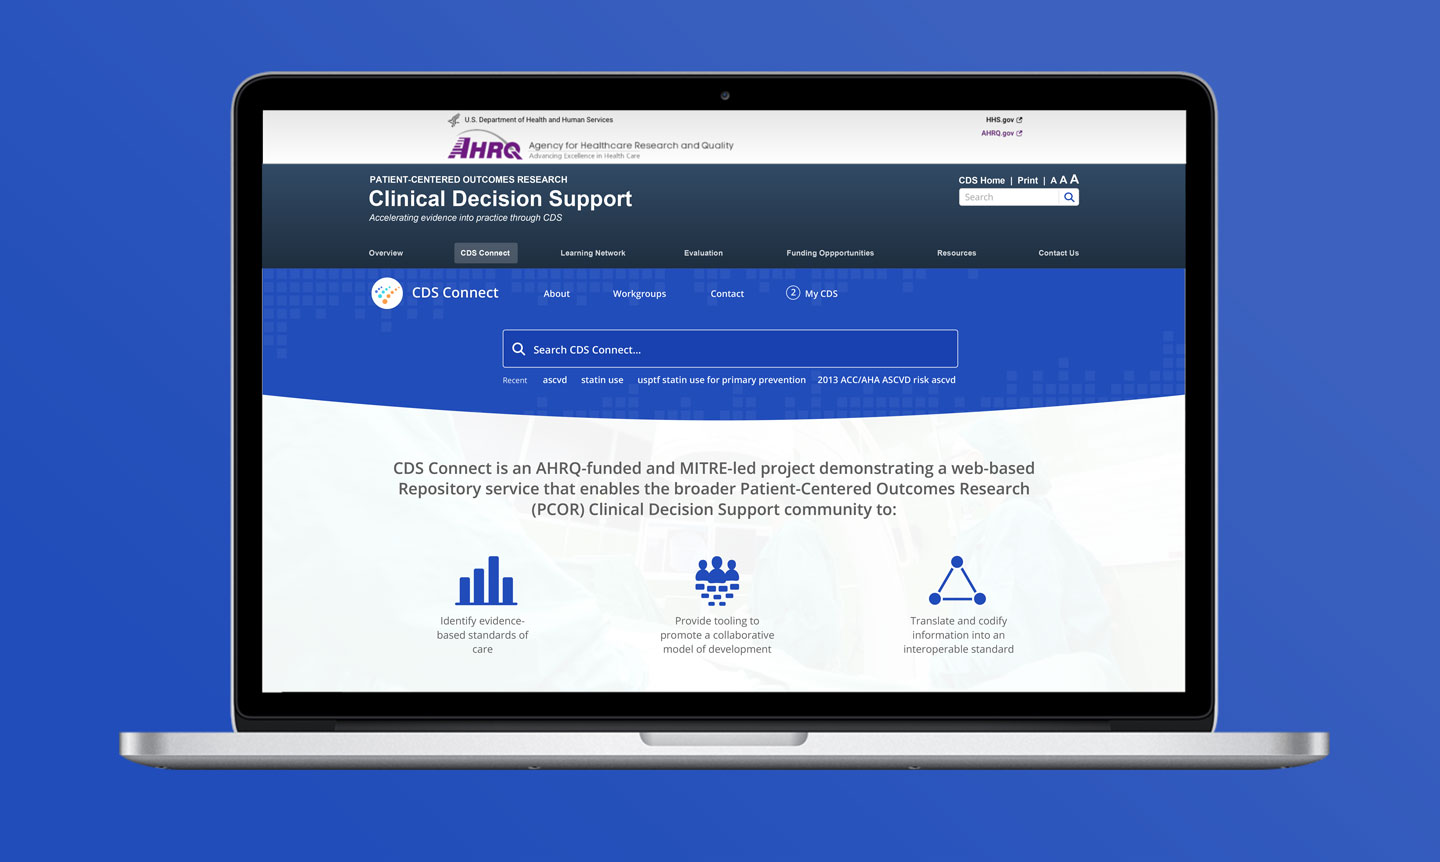 U.S. Department of Health and Human Services
HHS.gov
AHRQ.gov
AHRQ
Agency for Healthcare Research and Quality
Advancing Excellence in Health Care
PATIENT-CENTERED OUTCOMES RESEARCH
Clinical Decision Support
Accelerating evidence into practice through CDS
CDS Home | Print | A A A
Search
Overview CDS Connect Learning Network Evaluation Funding Oppportunities Resources Contact Us
CDS Connect About Workgroups Contact 2 My CDS
Search CDS Connect...
Recent ascvd statin use usptf statin use for primary prevention 2013 ACC/AHA ASCVD risk ascvd
CDS Connect is an AHRQ-funded and MITRE-led project demonstrating a web-based
Repository service that enables the broader Patient-Centered Outcomes Research
(PCOR) Clinical Decision Support community to:
Identify evidence-
based standards of
care
Provide tooling to
promote a collaborative
model of development
Translate and codify
information into an
interoperable standard